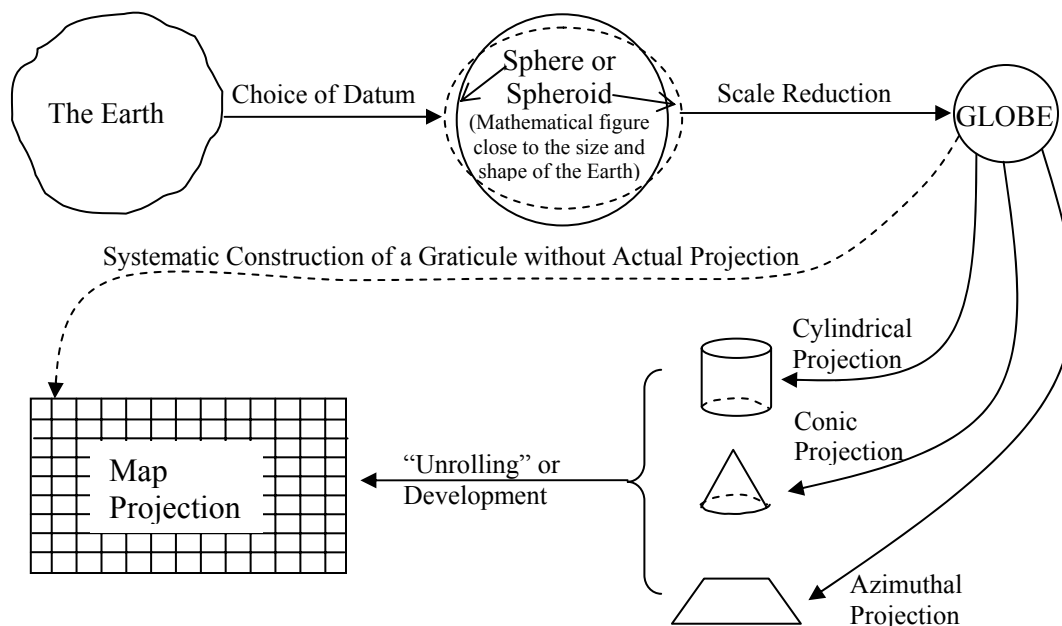 The Earth
Choice of Datum
Sphere or
Spheroid
(Mathematical figure
close to the size and
shape of the Earth)
Scale Reduction
GLOBE
Systematic Construction of a Graticule without Actual Projection
Cylindrical
Projection
Conic
Projection
Azimuthal
Projection
“Unrolling” or
Development
Map
Projection